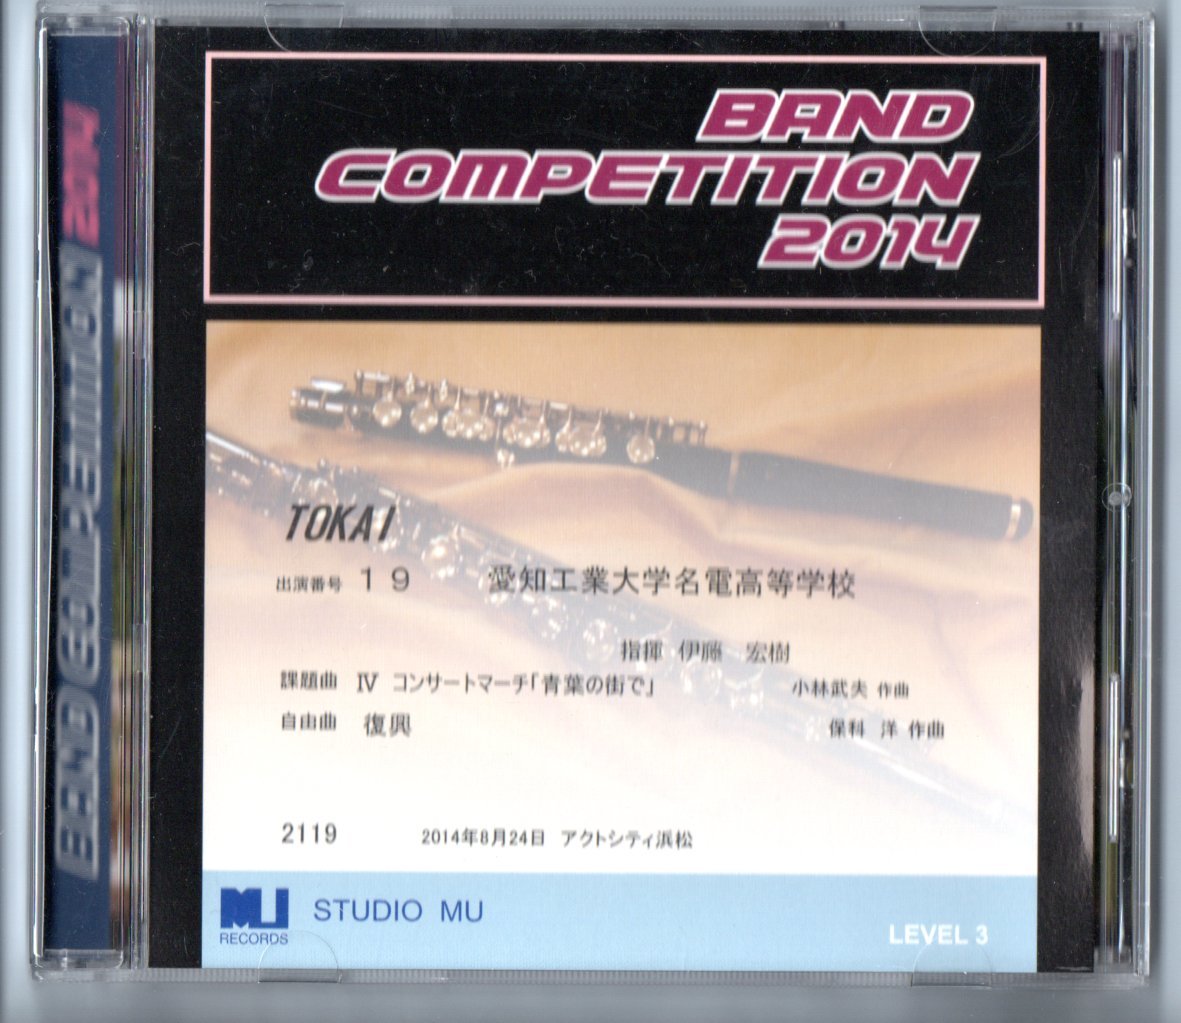 BAND
COMPETITION
2014
TOKAI
出演番号 19 愛知工業大学名電高等学校
指揮 伊藤 宏樹
課題曲 Ⅳ コンサートマーチ「青葉の街で」 小林武夫 作曲
自由曲 復興 保科 洋 作曲
2119 2014年8月24日 アクトシティ浜松
MU
RECORDS
STUDIO MU
LEVEL 3
BAND COMPETITION 2014